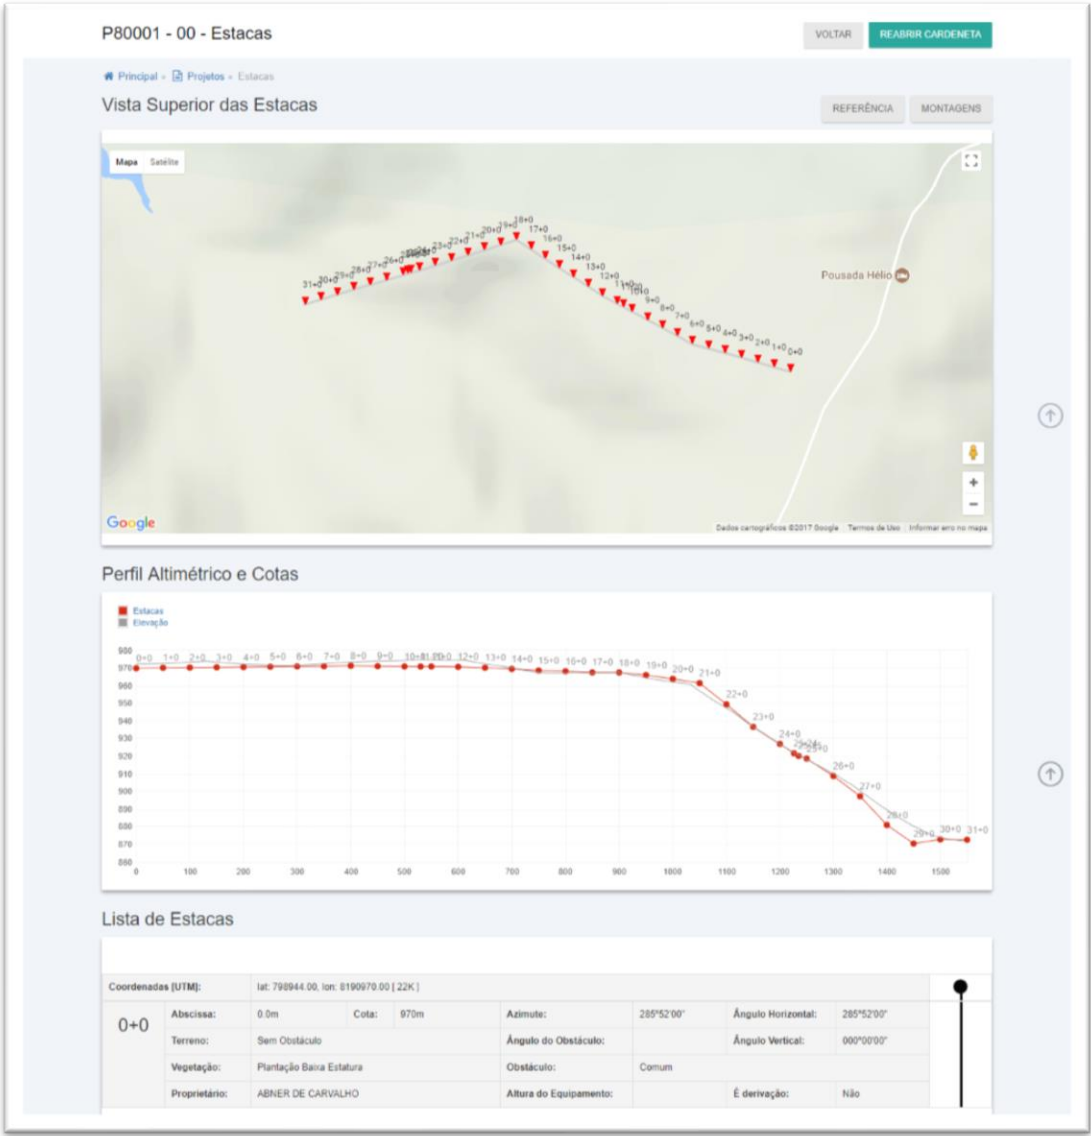 P80001 - 00 - Estacas
VOLTAR
REABRIR CARDENETA
Principal » Projetos » Estacas
Vista Superior das Estacas
REFERÊNCIA
MONTAGENS
Mapa Satélite
18+0
19+0
17+0
20+0
16+0
21+0
15+0
22+0
14+0
23+0
13+0
26+0
12+0
27+0
28+0
29+0
30+0
31+0
9+0
8+0
7+0
6+0
5+0
4+0
3+0
2+0
1+0
0+0
Pousada Hélio
Google
Dados cartográficos ©2017 Google Termos de Uso Informar erro no mapa
Perfil Altimétrico e Cotas
Estacas
Elevação
980
970
960
950
940
930
920
910
900
890
880
870
860
0+0 1+0 2+0 3+0 4+0 5+0 6+0 7+0 8+0 9+0 12+0 13+0 14+0 15+0 16+0 17+0 18+0 19+0 20+0 21+0
22+0
23+0
24+0
25+0
26+0
27+0
28+0
29+0 30+0 31+0
0 100 200 300 400 500 600 700 800 900 1000 1100 1200 1300 1400 1500
Lista de Estacas
Coordenadas [UTM]: lat: 798944.00, lon: 8190970.00 [ 22K ]
0+0
Abscissa: 0.0m Cota: 970m Azimute: 285°52'00" Ângulo Horizontal: 285°52'00"
Terreno: Sem Obstáculo Ângulo do Obstáculo: Ângulo Vertical: 000°00'00"
Vegetação: Plantação Baixa Estatura Obstáculo: Comum
Proprietário: ABNER DE CARVALHO Altura do Equipamento: É derivação: Não